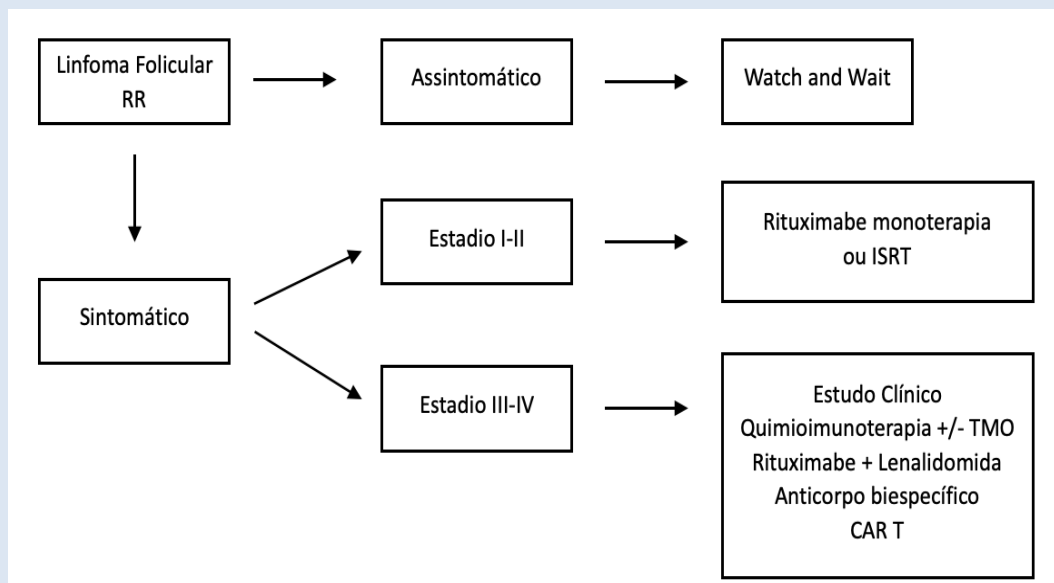 Linfoma Folicular
RR
Assintomático
Watch and Wait
Estadio I-II
Rituximabe monoterapia
ou ISRT
Sintomático
Estadio III-IV
Estudo Clínico
Quimioimunoterapia +/- TMO
Rituximabe + Lenalidomida
Anticorpo biespecífico
CAR T